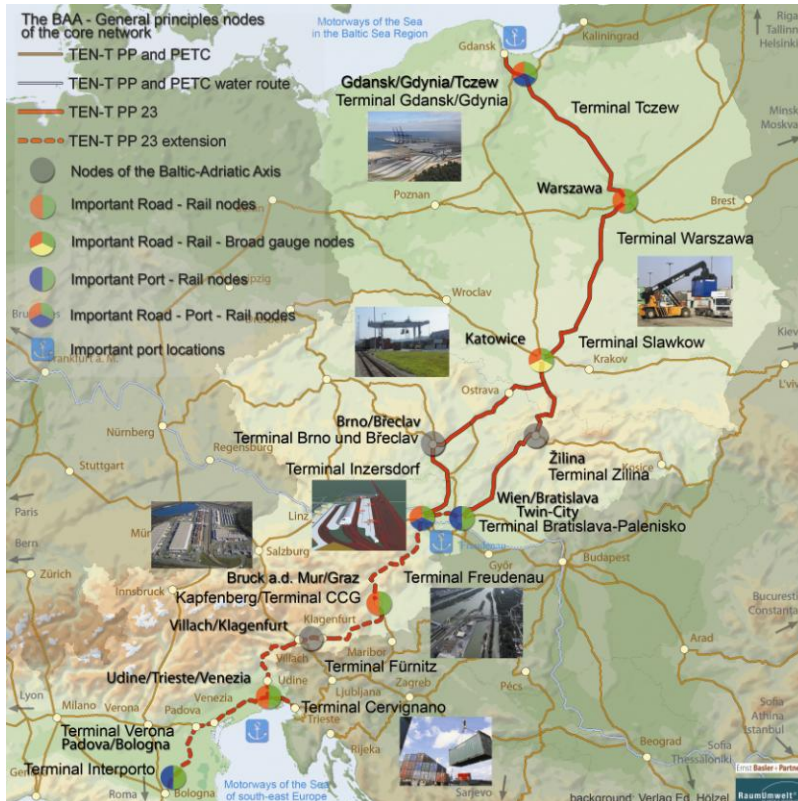 The BAA - General principles nodes
of the core network
TEN-T PP and PETC
TEN-T PP and PETC water route
TEN-T PP 23
TEN-T PP 23 extension
Nodes of the Baltic-Adriatic Axis
Important Road - Rail nodes
Important Road - Rail - Broad gauge nodes
Important Port - Rail nodes
Important Road - Port - Rail nodes
Important port locations
Motorways of the Sea
in the Baltic Sea Region
Gdansk
Kaliningrad
Riga
Tallinn
Helsinki
Gdansk/Gdynia/Tczew
Terminal Gdansk/Gdynia
Terminal Tczew
Minsk
Moskva
Poznan
Warszawa
Brest
Terminal Warszawa
Wroclaw
Katowice
Terminal Slawkow
Krakov
Kiev
L'viv
Frankfurt a. M.
Ostrava
Brno/Břeclav
Terminal Brno und Břeclav
Nürnberg
Regensburg
Stuttgart
Žilina
Terminal Zilina
Kosice
Terminal Inzersdorf
Wien/Bratislava
Twin-City
Terminal Bratislava-Palenisko
Paris
Bern
Linz
Salzburg
Zürich
Innsbruck
Györ
Budapest
Bruck a.d. Mur/Graz
Kapfenberg/Terminal CCG
Terminal Freudenau
Bucuresti
Constanta
Villach/Klagenfurt
Klagenfurt
Villach
Maribor
Terminal Fürnitz
Arad
Udine/Trieste/Venezia
Udine
Ljubljana
Zagreb
Pécs
Lyon
Milano
Verona
Padova
Venezia
Terminal Cervignano
Trieste
Rijeka
Sofia
Athina
Istanbul
Terminal Verona
Padova/Bologna
Terminal Interporto
Roma
Bologna
Beograd
Sofia
Thessaloniki
Motorways of the Sea
of south-east Europe
Sarajevo
background: Verlag Ed. Hölzel
Ernst Basler + Partner
RaumUmwelt